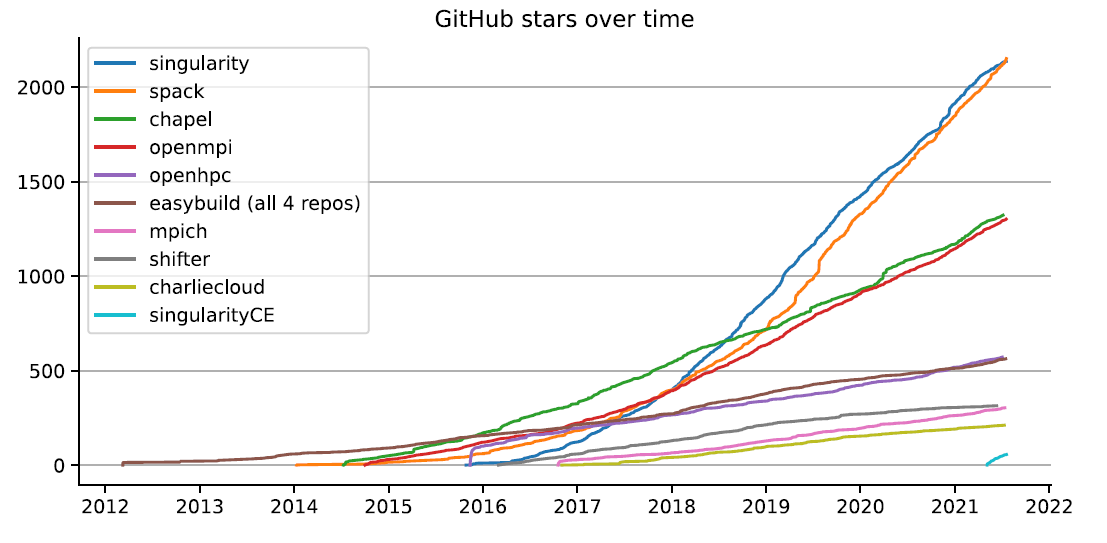 GitHub stars over time
singularity
spack
chapel
openmpi
openhpc
easybuild (all 4 repos)
mpich
shifter
charliecloud
singularityCE
2000
1500
1000
500
0
2012 2013 2014 2015 2016 2017 2018 2019 2020 2021 2022